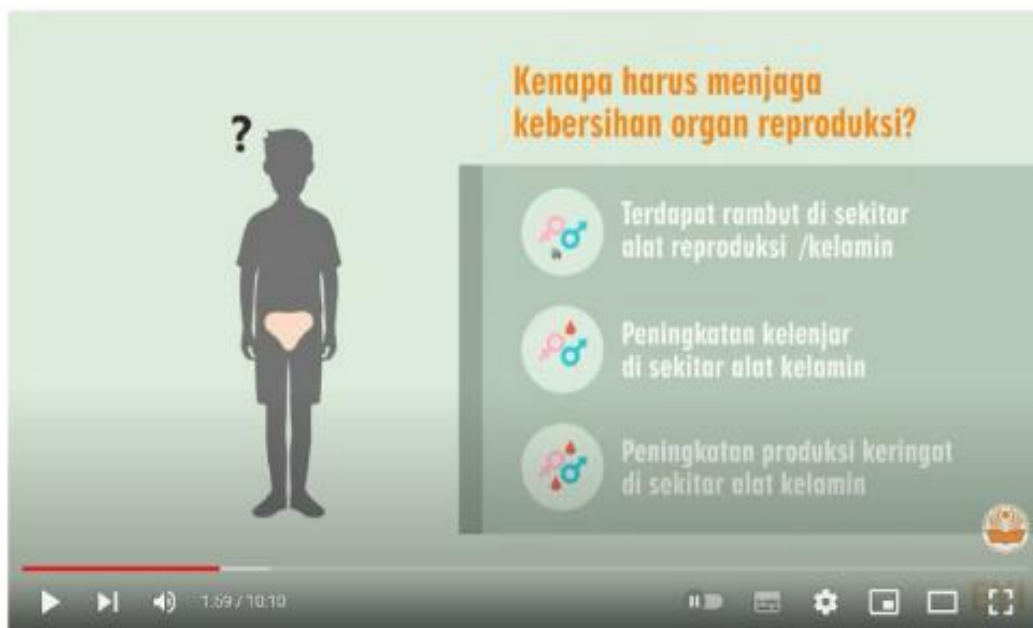 ?
Kenapa harus menjaga
kebersihan organ reproduksi?
Terdapat rambut di sekitar
alat reproduksi /kelamin
Peningkatan kelenjar
di sekitar alat kelamin
Peningkatan produksi keringat
di sekitar alat kelamin
1:59 / 10:10